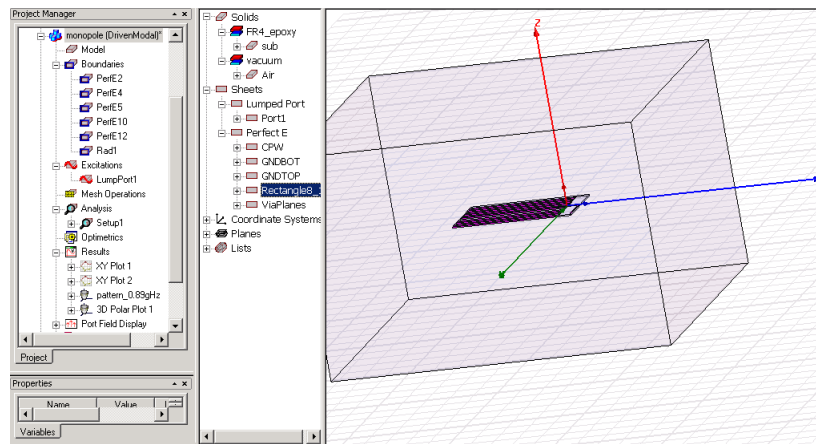 Project Manager
monopole (DrivenModal)*
Model
Boundaries
PerfE2
PerfE4
PerfE5
PerfE10
PerfE12
Rad1
Excitations
LumpPort1
Mesh Operations
Analysis
Setup1
Optimetrics
Results
XY Plot 1
XY Plot 2
pattern_0.89gHz
3D Polar Plot 1
Port Field Display
Project
Properties
Name Value
Variables
Solids
FR4_epoxy
sub
vacuum
Air
Sheets
Lumped Port
Port1
Perfect E
CPW
GNDBOT
GNDTOP
Rectangle8_
ViaPlanes
Coordinate Systems
Planes
Lists
Z